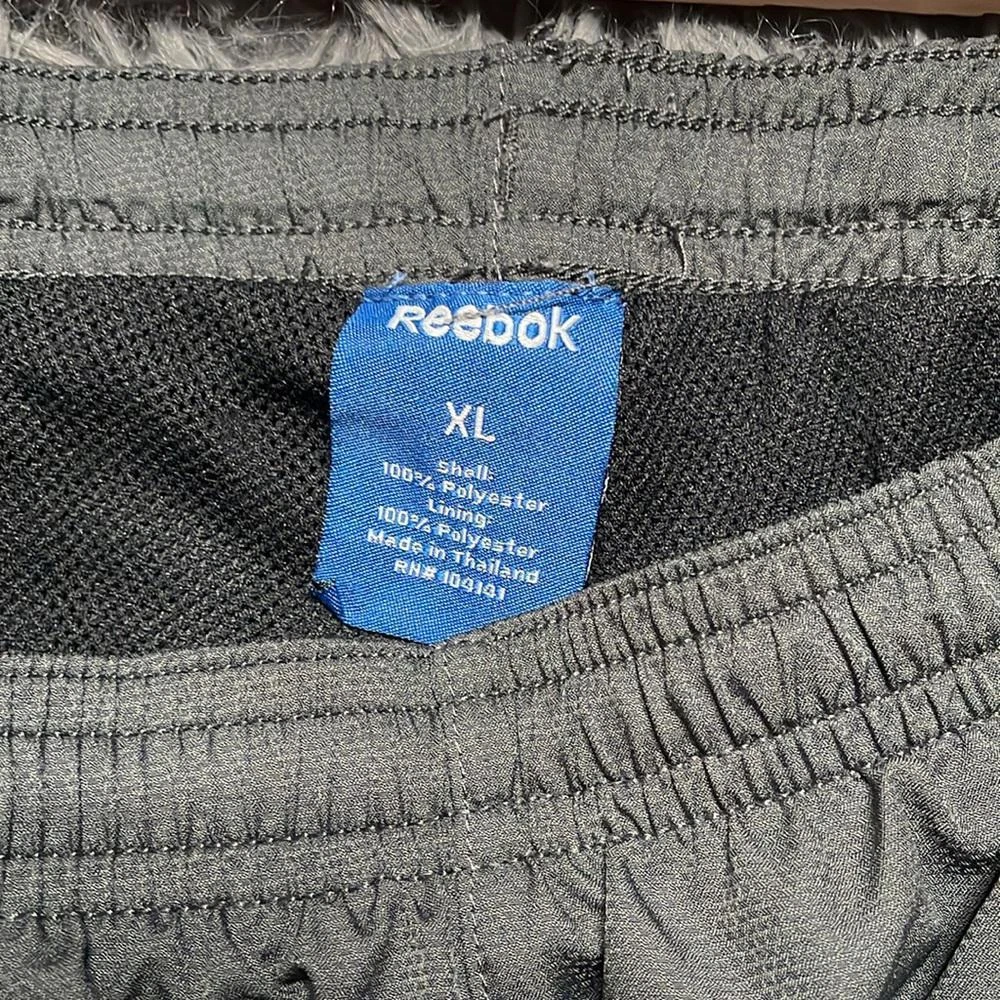 Reebok
XL
Shell:
100% Polyester
Lining:
100% Polyester
Made in Thailand
RN# 104141